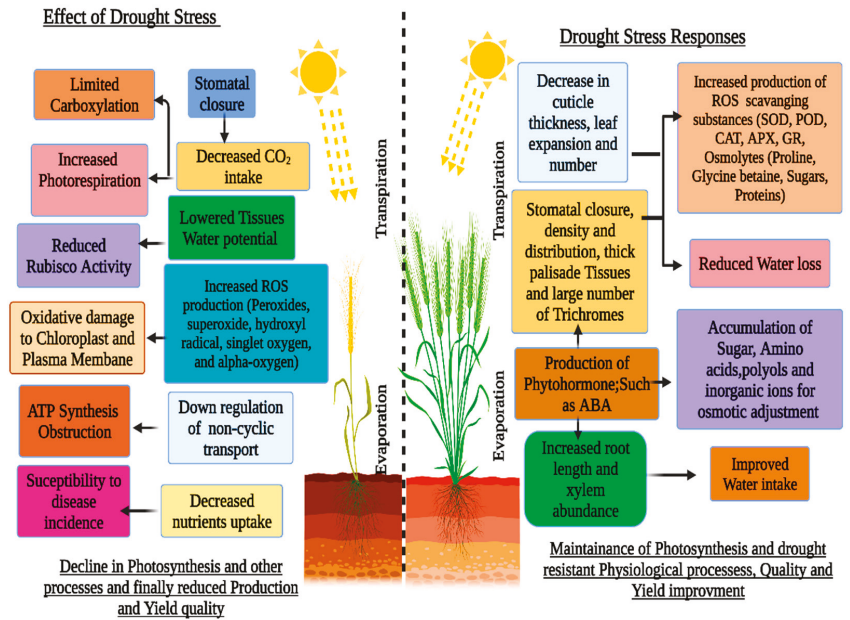 Effect of Drought Stress
Limited
Carboxylation
Stomatal
closure
Increased
Photorespiration
Decreased CO₂
intake
Lowered Tissues
Water potential
Reduced
Rubisco Activity
Increased ROS
production (Peroxides,
superoxide, hydroxyl
radical, singlet oxygen,
and alpha-oxygen)
Oxidative damage
to Chloroplast and
Plasma Membane
ATP Synthesis
Obstruction
Down regulation
of non-cyclic
transport
Suceptibility to
disease
incidence
Decreased
nutrients uptake
Decline in Photosynthesis and other
processes and finally reduced Production
and Yield quality
Transpiration
Evaporation
Drought Stress Responses
Transpiration
Evaporation
Decrease in
cuticle
thickness, leaf
expansion and
number
Increased production of
ROS scavanging
substances (SOD, POD,
CAT, APX, GR,
Osmolytes (Proline,
Glycine betaine, Sugars,
Proteins)
Stomatal closure,
density and
distribution, thick
palisade Tissues
and large number
of Trichromes
Reduced Water loss
Production of
Phytohormone;Such
as ABA
Accumulation of
Sugar, Amino
acids,polyols and
inorganic ions for
osmotic adjustment
Increased root
length and
xylem
abundance
Improved
Water intake
Maintainance of Photosynthesis and drought
resistant Physiological processess, Quality and
Yield improvment